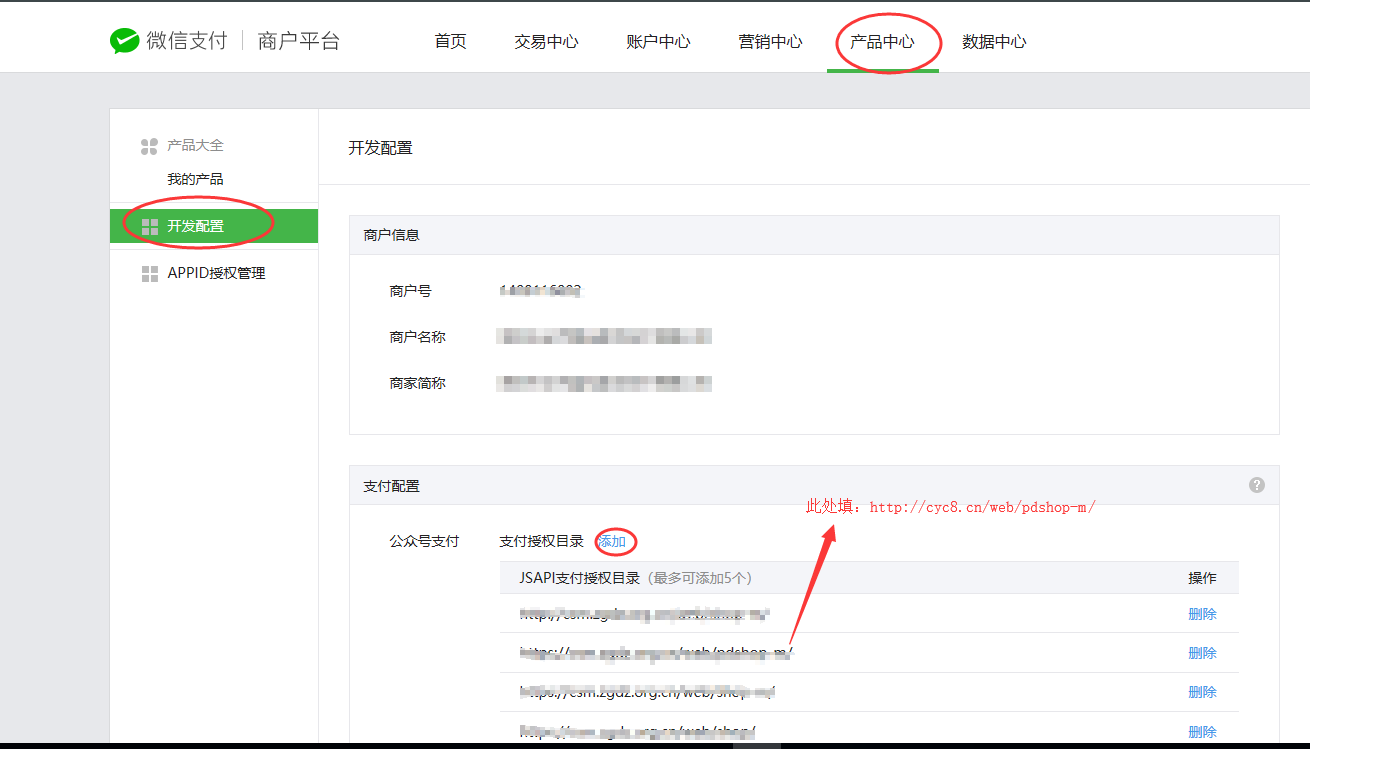 微信支付 商户平台 首页 交易中心 账户中心 营销中心 产品中心 数据中心
产品大全
我的产品
开发配置
APPID授权管理
开发配置
商户信息
商户号
商户名称
商家简称
支付配置
此处填：http://cyc8.cn/web/pdshop-m/
公众号支付 支付授权目录 添加
JSAPI支付授权目录（最多可添加5个） 操作
删除
/web/pdshop-m/ 删除
https://csm.zgdz.org.cn/web/shop-m/ 删除
/web/shop/ 删除